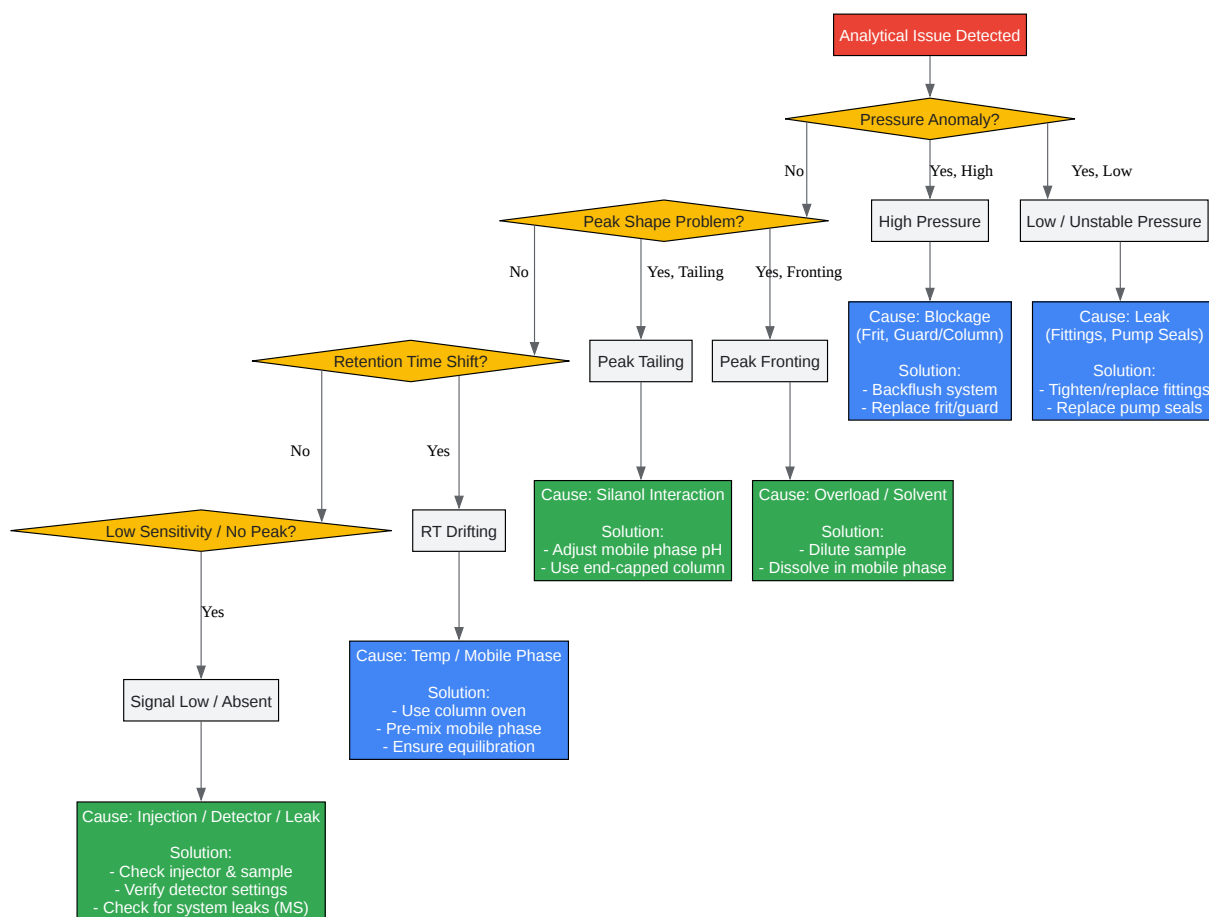 Analytical Issue Detected
Pressure Anomaly?
No
Yes, High
Yes, Low
Peak Shape Problem?
High Pressure
Low / Unstable Pressure
No
Yes, Tailing
Yes, Fronting
Cause: Blockage
(Frit, Guard/Column)
Solution:
- Backflush system
- Replace frit/guard
Cause: Leak
(Fittings, Pump Seals)
Solution:
- Tighten/replace fittings
- Replace pump seals
Retention Time Shift?
Peak Tailing
Peak Fronting
No
Yes
Cause: Silanol Interaction
Solution:
- Adjust mobile phase pH
- Use end-capped column
Cause: Overload / Solvent
Solution:
- Dilute sample
- Dissolve in mobile phase
Low Sensitivity / No Peak?
RT Drifting
Yes
Cause: Temp / Mobile Phase
Solution:
- Use column oven
- Pre-mix mobile phase
- Ensure equilibration
Signal Low / Absent
Cause: Injection / Detector / Leak
Solution:
- Check injector & sample
- Verify detector settings
- Check for system leaks (MS)